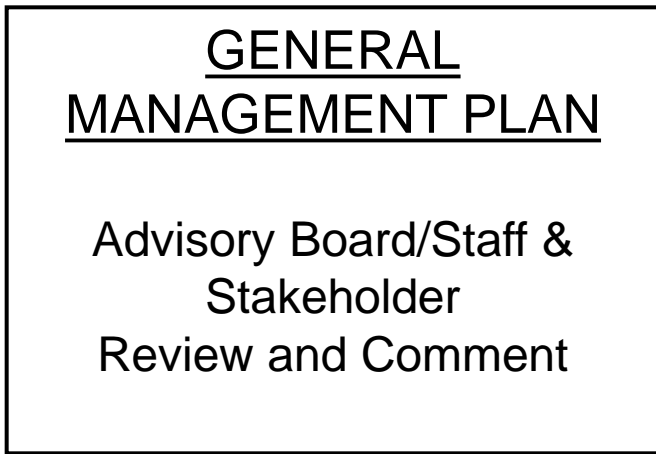 GENERAL
MANAGEMENT PLAN
Advisory Board/Staff &
Stakeholder
Review and Comment